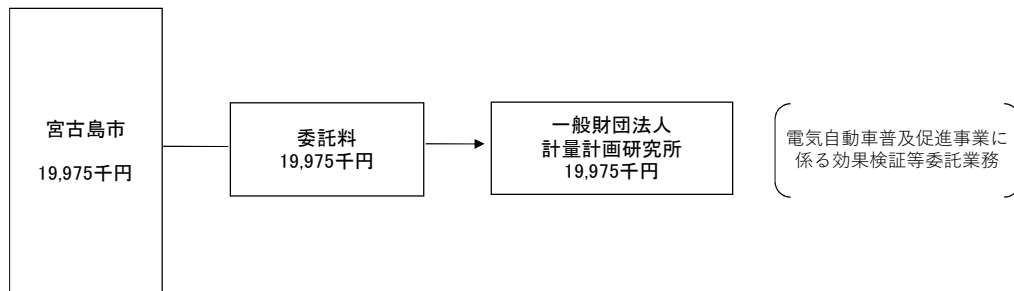 宮古島市
19,975千円
委託料
19,975千円
一般財団法人
計量計画研究所
19,975千円
電気自動車普及促進事業に
係る効果検証等委託業務